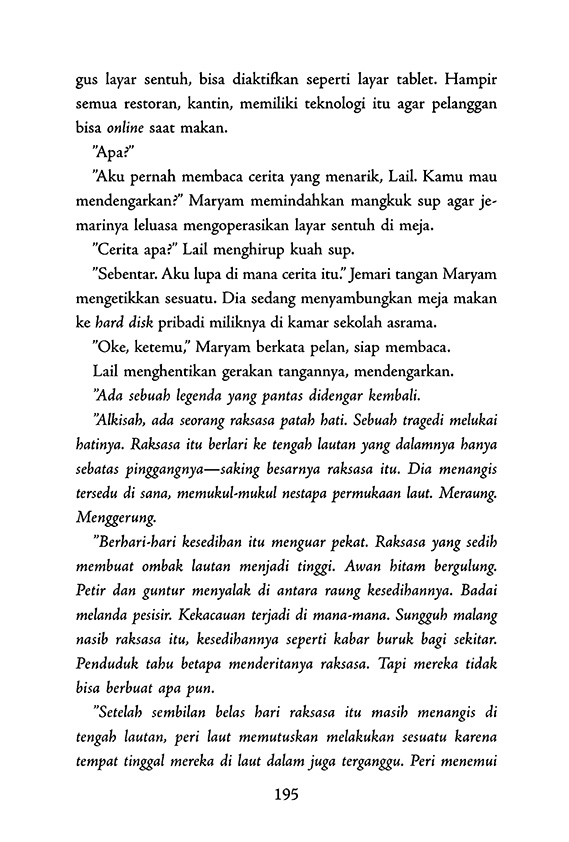 gus layar sentuh, bisa diaktifkan seperti layar tablet. Hampir
semua restoran, kantin, memiliki teknologi itu agar pelanggan
bisa online saat makan.
”Apa?”
”Aku pernah membaca cerita yang menarik, Lail. Kamu mau
mendengarkan?” Maryam memindahkan mangkuk sup agar je-
marinya leluasa mengoperasikan layar sentuh di meja.
”Cerita apa?” Lail menghirup kuah sup.
”Sebentar. Aku lupa di mana cerita itu.” Jemari tangan Maryam
mengetikkan sesuatu. Dia sedang menyambungkan meja makan
ke hard disk pribadi miliknya di kamar sekolah asrama.
”Oke, ketemu,” Maryam berkata pelan, siap membaca.
Lail menghentikan gerakan tangannya, mendengarkan.
”Ada sebuah legenda yang pantas didengar kembali.
”Alkisah, ada seorang raksasa patah hati. Sebuah tragedi melukai
hatinya. Raksasa itu berlari ke tengah lautan yang dalamnya hanya
sebatas pinggangnya—saking besarnya raksasa itu. Dia menangis
tersedu di sana, memukul-mukul nestapa permukaan laut. Meraung.
Menggerung.
”Berhari-hari kesedihan itu menguar pekat. Raksasa yang sedih
membuat ombak lautan menjadi tinggi. Awan hitam bergulung.
Petir dan guntur menyalak di antara raung kesedihannya. Badai
melanda pesisir. Kekacauan terjadi di mana-mana. Sungguh malang
nasib raksasa itu, kesedihannya seperti kabar buruk bagi sekitar.
Penduduk tahu betapa menderitanya raksasa. Tapi mereka tidak
bisa berbuat apa pun.
”Setelah sembilan belas hari raksasa itu masih menangis di
tengah lautan, peri laut memutuskan melakukan sesuatu karena
tempat tinggal mereka di laut dalam juga terganggu. Peri menemui
195